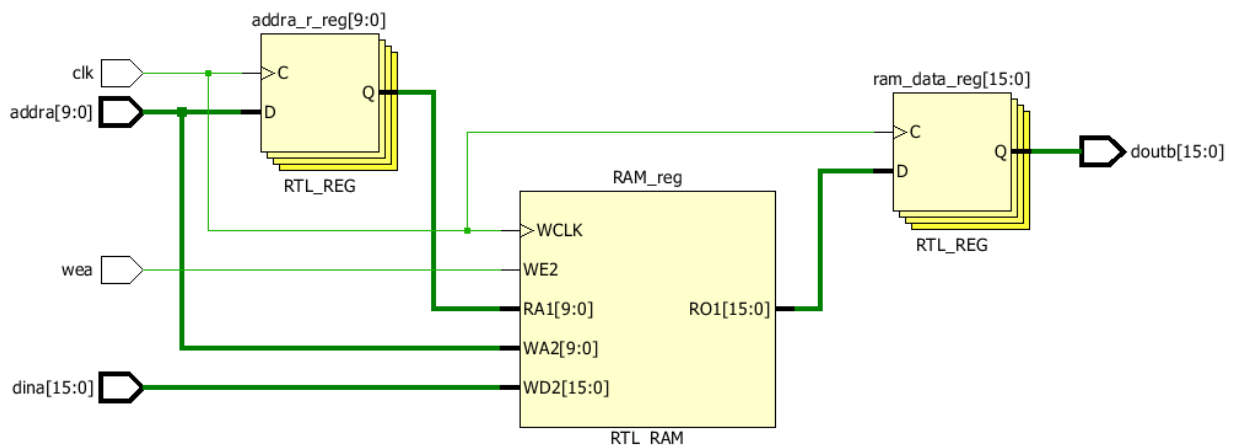 addra_r_reg[9:0]
clk
C
addra[9:0]
D
Q
RTL_REG
ram_data_reg[15:0]
C
Q
D
doutb[15:0]
RTL_REG
RAM_reg
WCLK
wea
WE2
RA1[9:0]
RO1[15:0]
WA2[9:0]
dina[15:0]
WD2[15:0]
RTL_RAM